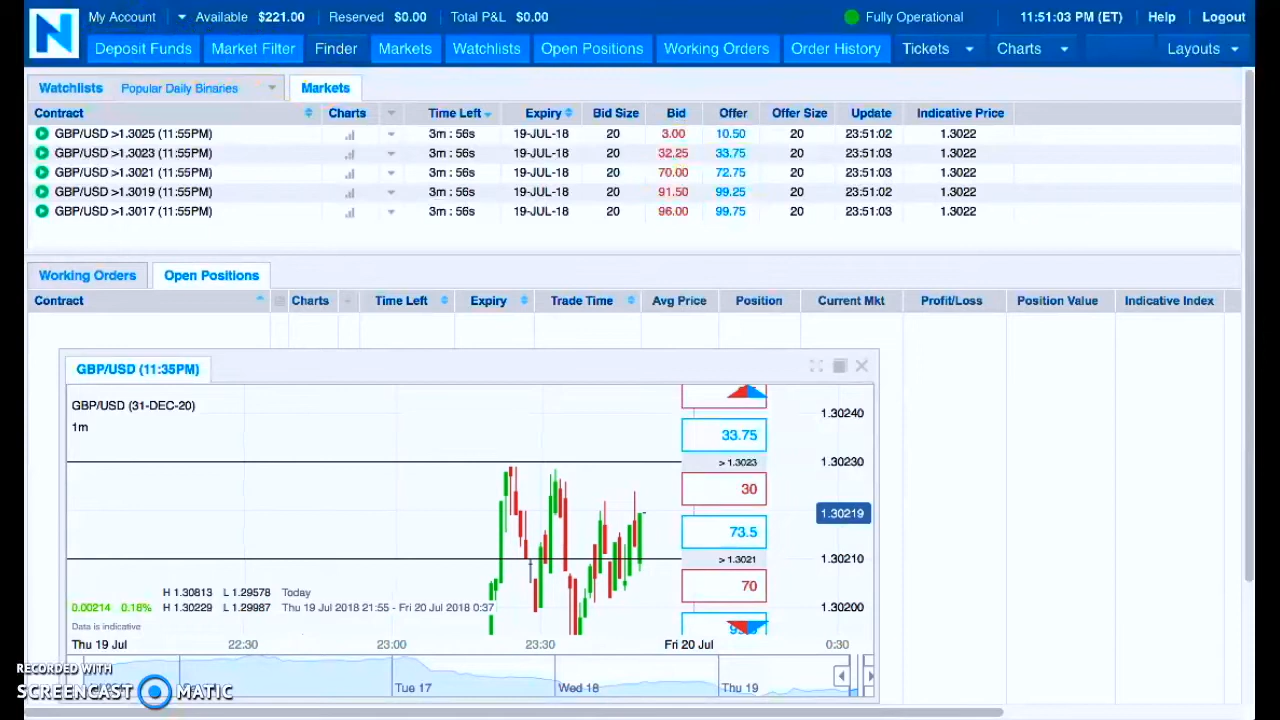 N My Account Available $221.00 Reserved $0.00 Total P&L $0.00 Fully Operational 11:51:03 PM (ET) Help Logout
Deposit Funds Market Filter Finder Markets Watchlists Open Positions Working Orders Order History Tickets Charts Layouts
Watchlists Popular Daily Binaries Markets
Contract Charts Time Left Expiry Bid Size Bid Offer Offer Size Update Indicative Price
GBP/USD >1.3025 (11:55PM) 3m : 56s 19-JUL-18 20 3.00 10.50 20 23:51:02 1.3022
GBP/USD >1.3023 (11:55PM) 3m : 56s 19-JUL-18 20 32.25 33.75 20 23:51:03 1.3022
GBP/USD >1.3021 (11:55PM) 3m : 56s 19-JUL-18 20 70.00 72.75 20 23:51:03 1.3022
GBP/USD >1.3019 (11:55PM) 3m : 56s 19-JUL-18 20 91.50 99.25 20 23:51:02 1.3022
GBP/USD >1.3017 (11:55PM) 3m : 56s 19-JUL-18 20 96.00 99.75 20 23:51:03 1.3022
Working Orders Open Positions
Contract Charts Time Left Expiry Trade Time Avg Price Position Current Mkt Profit/Loss Position Value Indicative Index
GBP/USD (11:35PM)
GBP/USD (31-DEC-20)
1.30240
1m
33.75
> 1.3023 1.30230
30
1.30219
73.5
> 1.3021 1.30210
70
H 1.30813 L 1.29578 Today
0.00214 0.16% H 1.30229 L 1.29987 Thu 19 Jul 2018 21:55 - Fri 20 Jul 2018 0:37 1.30200
Data is indicative
Thu 19 Jul 22:30 23:00 23:30 Fri 20 Jul 0:30
RECORDED WITH
SCREENCAST MATIC
Tue 17 Wed 18 Thu 19